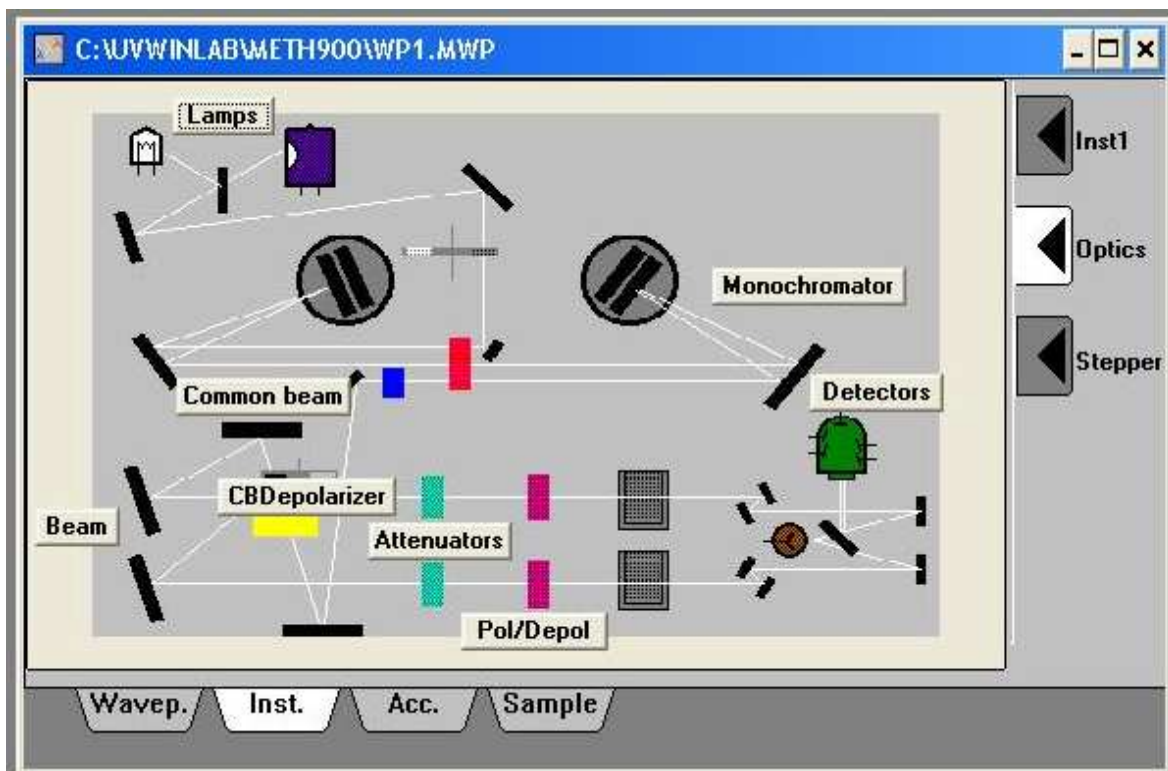 C:\UVWINLAB\METH900\WP1.MWP
Lamps
Inst1
Optics
Monochromator
Stepper
Common beam
Detectors
CBDepolarizer
Beam
Attenuators
Pol/Depol
Wavep.
Inst.
Acc.
Sample